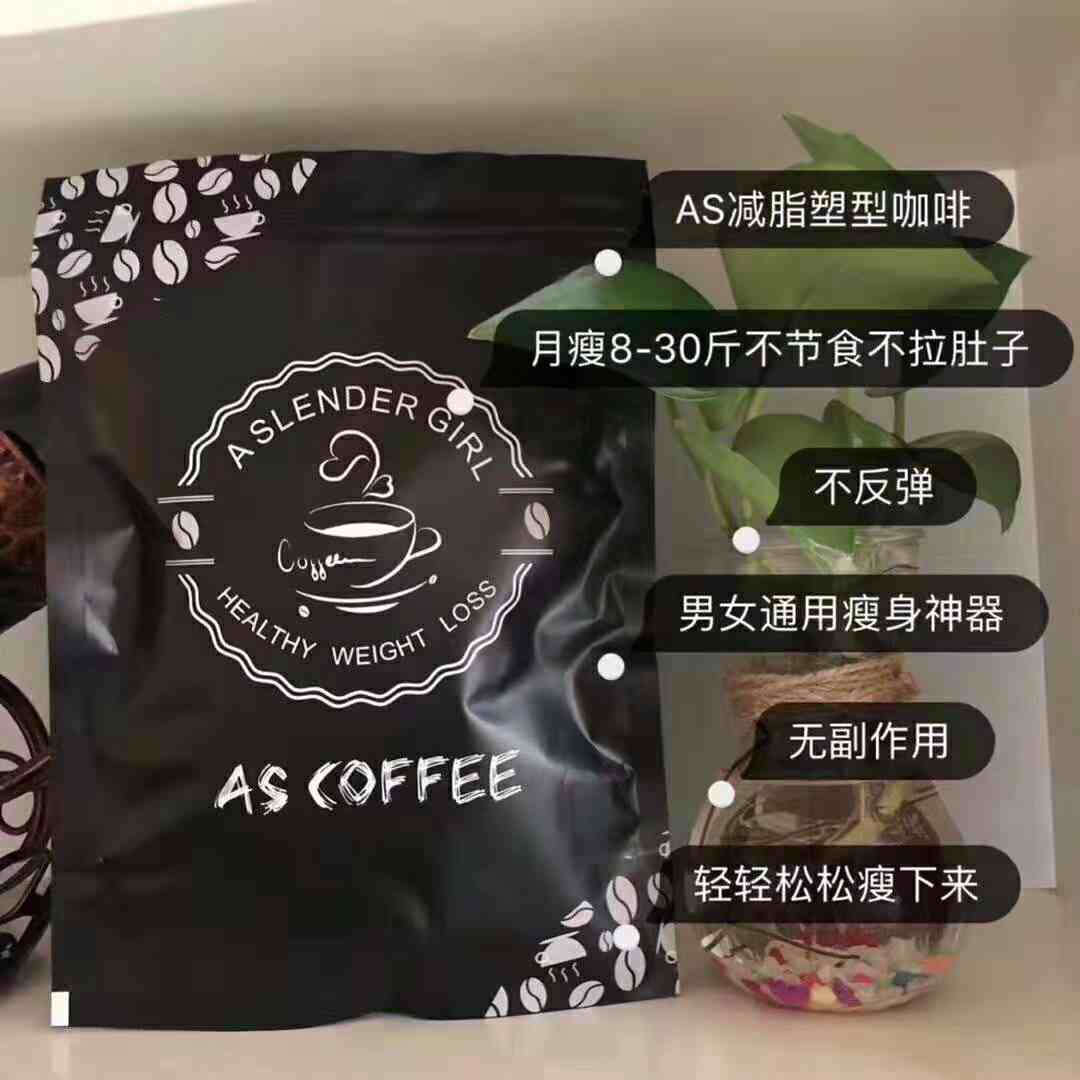 AS减脂塑型咖啡
月瘦8-30斤不节食不拉肚子
A SLENDER GIRL
不反弹
Coffee
男女通用瘦身神器
HEALTHY WEIGHT LOSS
无副作用
AS COFFEE
轻轻松松瘦下来